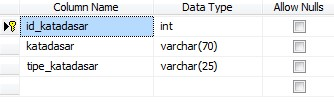 Column Name Data Type Allow Nulls
id_katadasar int
katadasar varchar(70)
tipe_katadasar varchar(25)